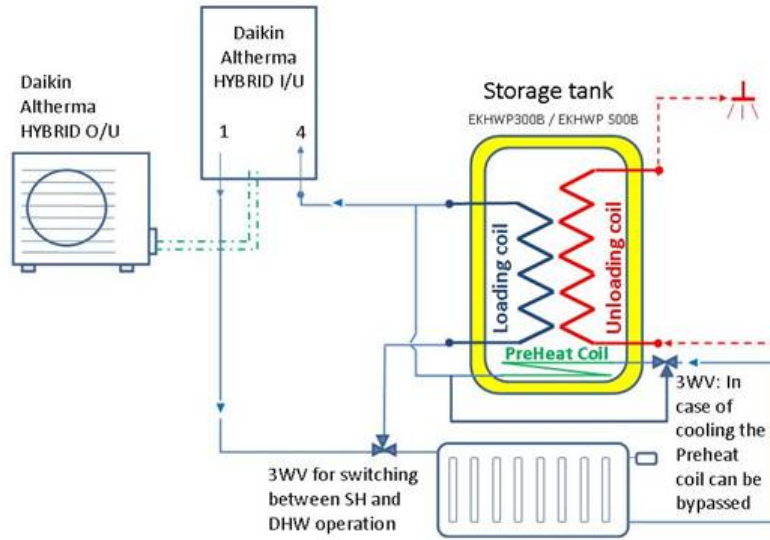 Daikin
Altherma
HYBRID O/U
Daikin
Altherma
HYBRID I/U
1 4
Storage tank
EKHWP300B / EKHWP 500B
Loading coil
Unloading coil
PreHeat Coil
3WV: In
case of
cooling the
Preheat
coil can be
bypassed
3WV for switching
between SH and
DHW operation